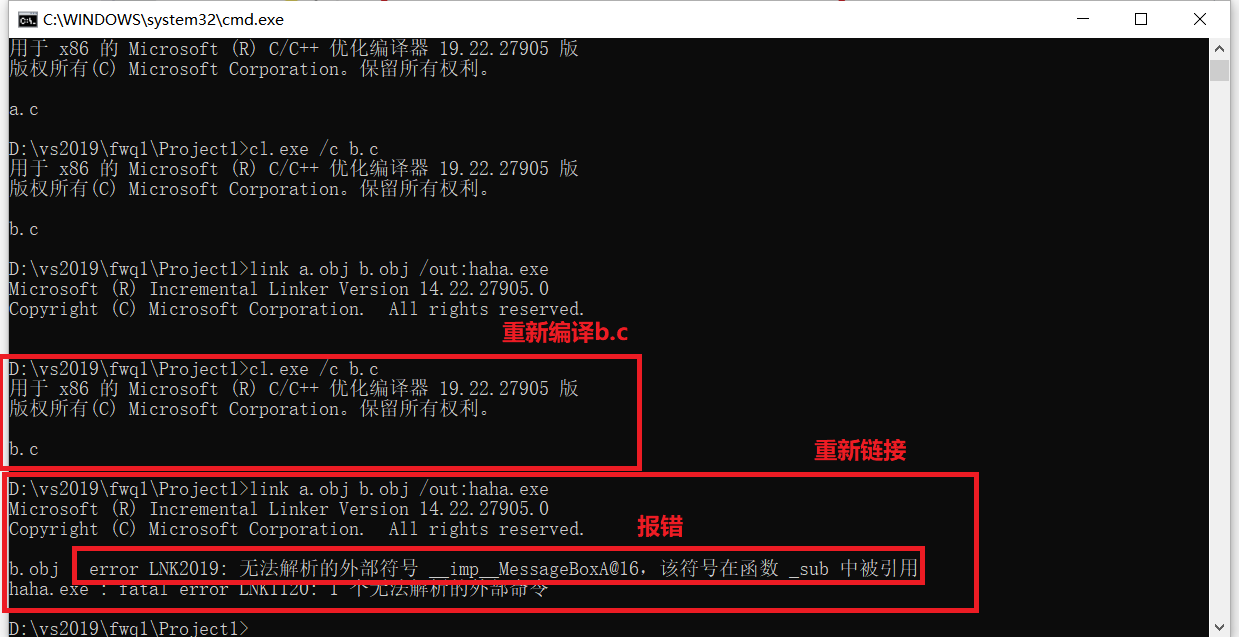 C:\WINDOWS\system32\cmd.exe
用于 x86 的 Microsoft (R) C/C++ 优化编译器 19.22.27905 版
版权所有(C) Microsoft Corporation。保留所有权利。
a.c
D:\vs2019\fwq1\Project1>cl.exe /c b.c
用于 x86 的 Microsoft (R) C/C++ 优化编译器 19.22.27905 版
版权所有(C) Microsoft Corporation。保留所有权利。
b.c
D:\vs2019\fwq1\Project1>link a.obj b.obj /out:haha.exe
Microsoft (R) Incremental Linker Version 14.22.27905.0
Copyright (C) Microsoft Corporation.  All rights reserved.
重新编译b.c
D:\vs2019\fwq1\Project1>cl.exe /c b.c
用于 x86 的 Microsoft (R) C/C++ 优化编译器 19.22.27905 版
版权所有(C) Microsoft Corporation。保留所有权利。
b.c
重新链接
D:\vs2019\fwq1\Project1>link a.obj b.obj /out:haha.exe
Microsoft (R) Incremental Linker Version 14.22.27905.0
Copyright (C) Microsoft Corporation.  All rights reserved.
报错
b.obj error LNK2019: 无法解析的外部符号 __imp__MessageBoxA@16，该符号在函数 _sub 中被引用
haha.exe : fatal error LNK1120: 1 个无法解析的外部命令
D:\vs2019\fwq1\Project1>